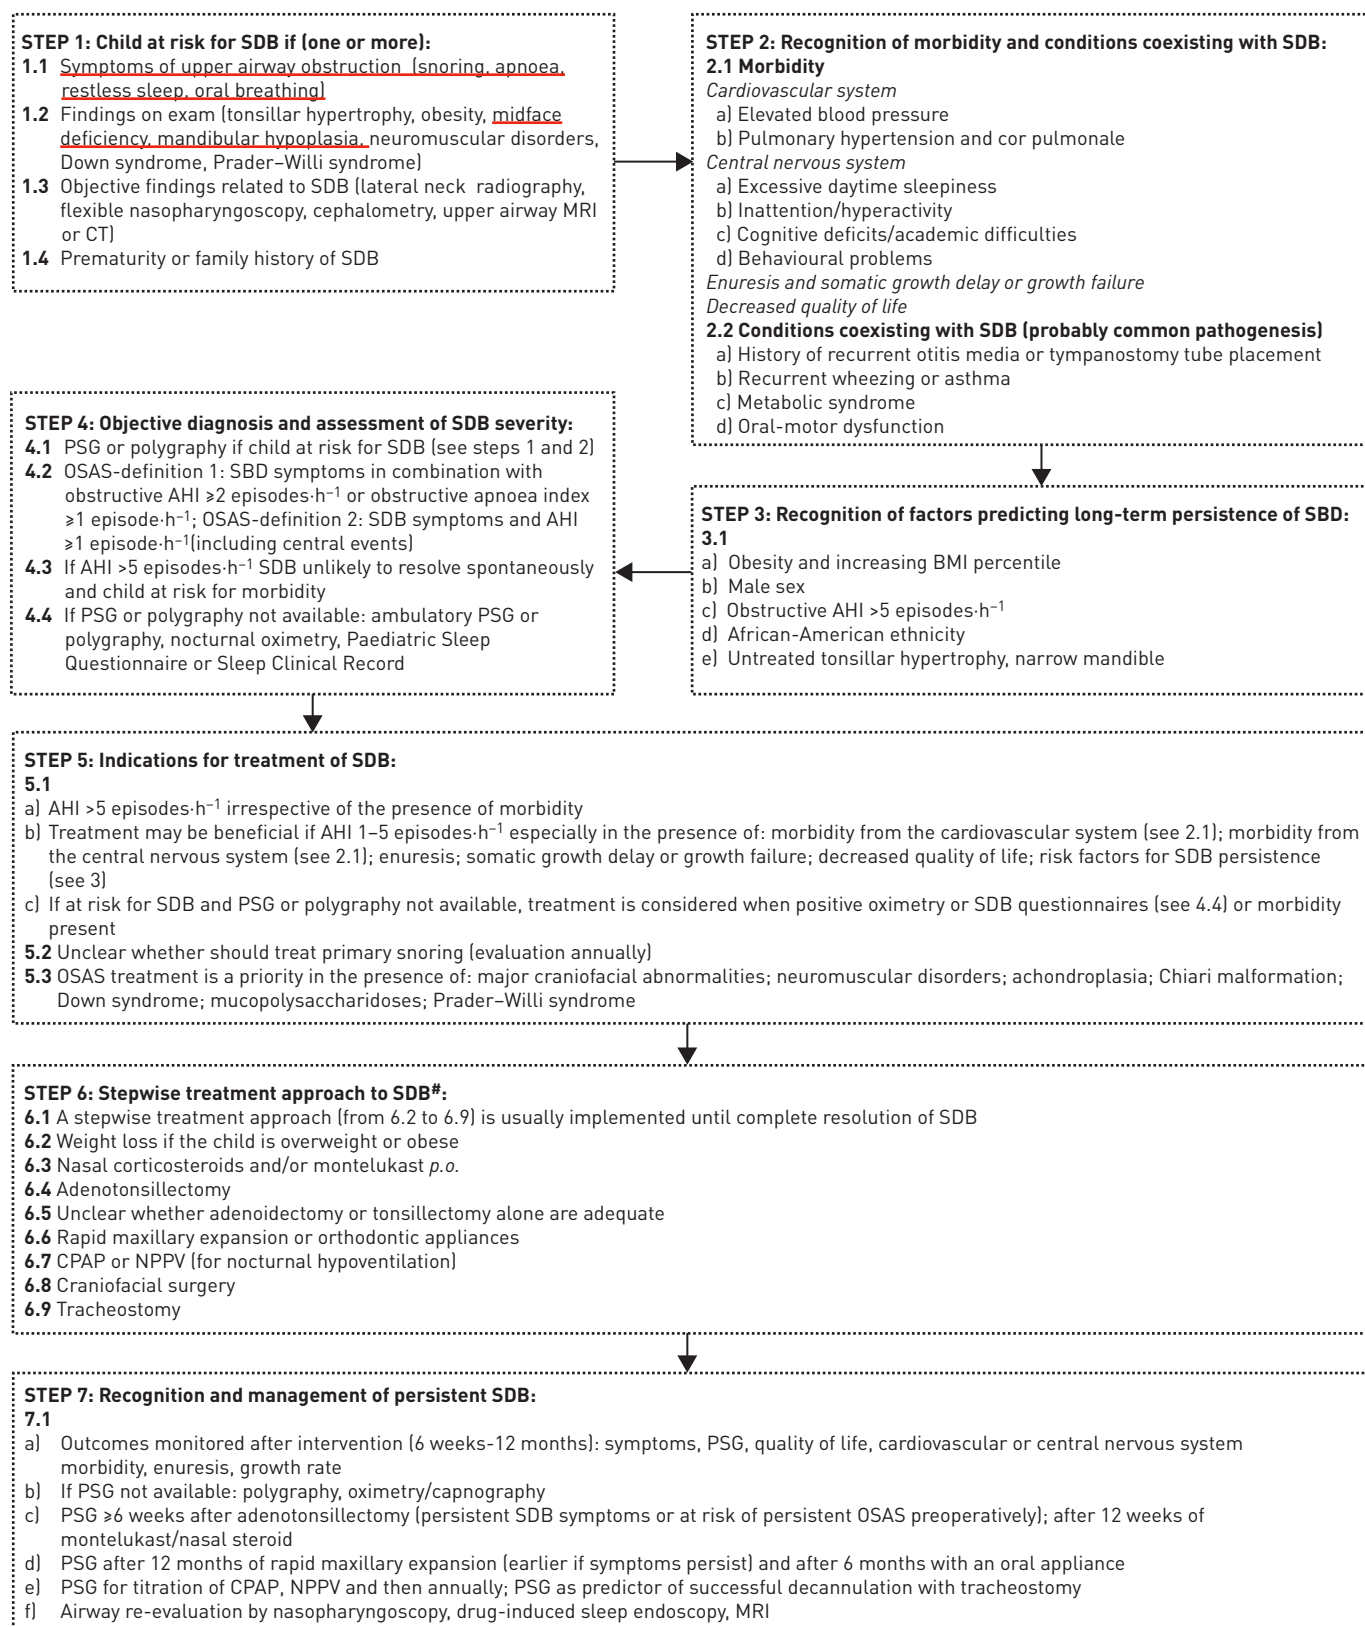 STEP 1: Child at risk for SDB if (one or more):
1.1 Symptoms of upper airway obstruction (snoring, apnoea,
restless sleep, oral breathing)
1.2 Findings on exam (tonsillar hypertrophy, obesity, midface
deficiency, mandibular hypoplasia, neuromuscular disorders,
Down syndrome, Prader–Willi syndrome)
1.3 Objective findings related to SDB (lateral neck radiography,
flexible nasopharyngoscopy, cephalometry, upper airway MRI
or CT)
1.4 Prematurity or family history of SDB
STEP 2: Recognition of morbidity and conditions coexisting with SDB:
2.1 Morbidity
Cardiovascular system
a) Elevated blood pressure
b) Pulmonary hypertension and cor pulmonale
Central nervous system
a) Excessive daytime sleepiness
b) Inattention/hyperactivity
c) Cognitive deficits/academic difficulties
d) Behavioural problems
Enuresis and somatic growth delay or growth failure
Decreased quality of life
2.2 Conditions coexisting with SDB (probably common pathogenesis)
a) History of recurrent otitis media or tympanostomy tube placement
b) Recurrent wheezing or asthma
c) Metabolic syndrome
d) Oral-motor dysfunction
STEP 3: Recognition of factors predicting long-term persistence of SBD:
3.1
a) Obesity and increasing BMI percentile
b) Male sex
c) Obstructive AHI >5 episodes·h⁻¹
d) African-American ethnicity
e) Untreated tonsillar hypertrophy, narrow mandible
STEP 4: Objective diagnosis and assessment of SDB severity:
4.1 PSG or polygraphy if child at risk for SDB (see steps 1 and 2)
4.2 OSAS-definition 1: SBD symptoms in combination with
obstructive AHI ≥2 episodes·h⁻¹ or obstructive apnoea index
≥1 episode·h⁻¹; OSAS-definition 2: SDB symptoms and AHI
≥1 episode·h⁻¹(including central events)
4.3 If AHI >5 episodes·h⁻¹ SDB unlikely to resolve spontaneously
and child at risk for morbidity
4.4 If PSG or polygraphy not available: ambulatory PSG or
polygraphy, nocturnal oximetry, Paediatric Sleep
Questionnaire or Sleep Clinical Record
STEP 5: Indications for treatment of SDB:
5.1
a) AHI >5 episodes·h⁻¹ irrespective of the presence of morbidity
b) Treatment may be beneficial if AHI 1–5 episodes·h⁻¹ especially in the presence of: morbidity from the cardiovascular system (see 2.1); morbidity from
the central nervous system (see 2.1); enuresis; somatic growth delay or growth failure; decreased quality of life; risk factors for SDB persistence
(see 3)
c) If at risk for SDB and PSG or polygraphy not available, treatment is considered when positive oximetry or SDB questionnaires (see 4.4) or morbidity
present
5.2 Unclear whether should treat primary snoring (evaluation annually)
5.3 OSAS treatment is a priority in the presence of: major craniofacial abnormalities; neuromuscular disorders; achondroplasia; Chiari malformation;
Down syndrome; mucopolysaccharidoses; Prader–Willi syndrome
STEP 6: Stepwise treatment approach to SDB#:
6.1 A stepwise treatment approach (from 6.2 to 6.9) is usually implemented until complete resolution of SDB
6.2 Weight loss if the child is overweight or obese
6.3 Nasal corticosteroids and/or montelukast p.o.
6.4 Adenotonsillectomy
6.5 Unclear whether adenoidectomy or tonsillectomy alone are adequate
6.6 Rapid maxillary expansion or orthodontic appliances
6.7 CPAP or NPPV (for nocturnal hypoventilation)
6.8 Craniofacial surgery
6.9 Tracheostomy
STEP 7: Recognition and management of persistent SDB:
7.1
a) Outcomes monitored after intervention (6 weeks-12 months): symptoms, PSG, quality of life, cardiovascular or central nervous system
morbidity, enuresis, growth rate
b) If PSG not available: polygraphy, oximetry/capnography
c) PSG ≥6 weeks after adenotonsillectomy (persistent SDB symptoms or at risk of persistent OSAS preoperatively); after 12 weeks of
montelukast/nasal steroid
d) PSG after 12 months of rapid maxillary expansion (earlier if symptoms persist) and after 6 months with an oral appliance
e) PSG for titration of CPAP, NPPV and then annually; PSG as predictor of successful decannulation with tracheostomy
f) Airway re-evaluation by nasopharyngoscopy, drug-induced sleep endoscopy, MRI